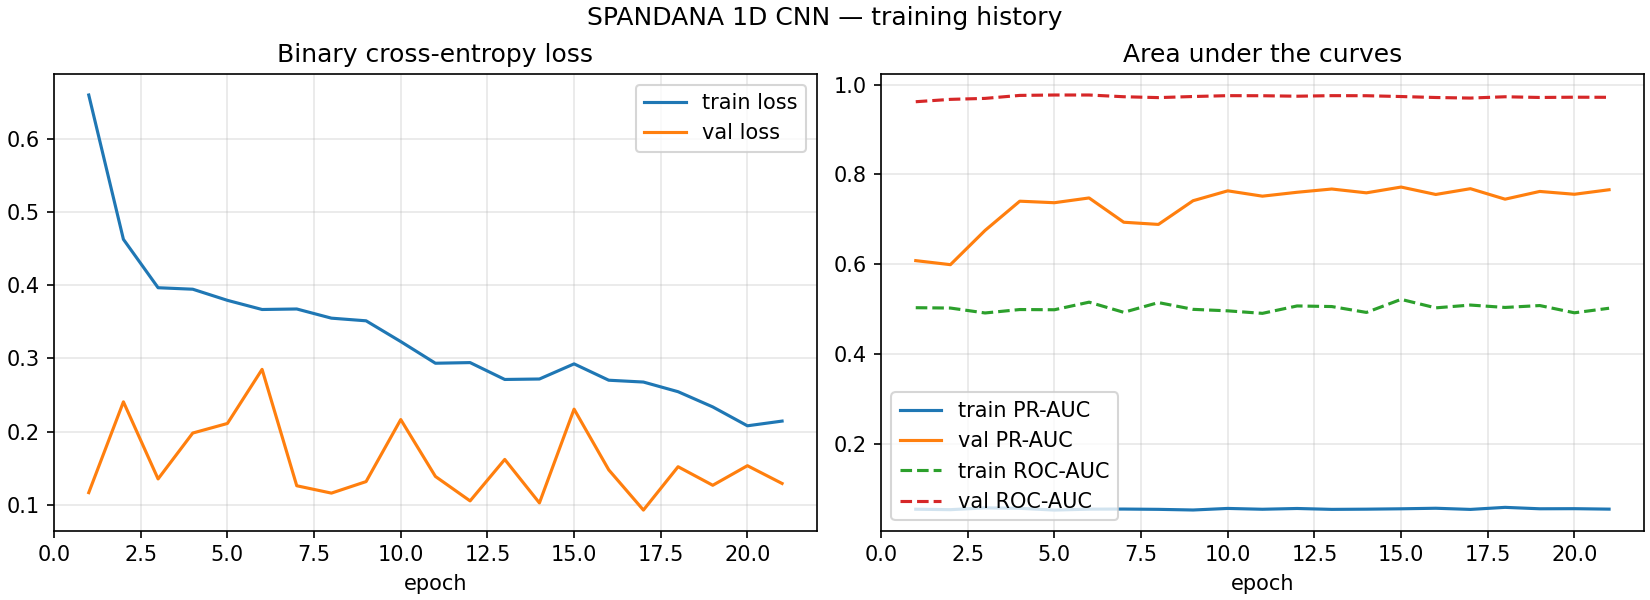 SPANDANA 1D CNN — training history
Binary cross-entropy loss
train loss
val loss
0.6
0.5
0.4
0.3
0.2
0.1
0.0 2.5 5.0 7.5 10.0 12.5 15.0 17.5 20.0
epoch
Area under the curves
1.0
0.8
0.6
0.4
0.2
train PR-AUC
val PR-AUC
train ROC-AUC
val ROC-AUC
0.0 2.5 5.0 7.5 10.0 12.5 15.0 17.5 20.0
epoch